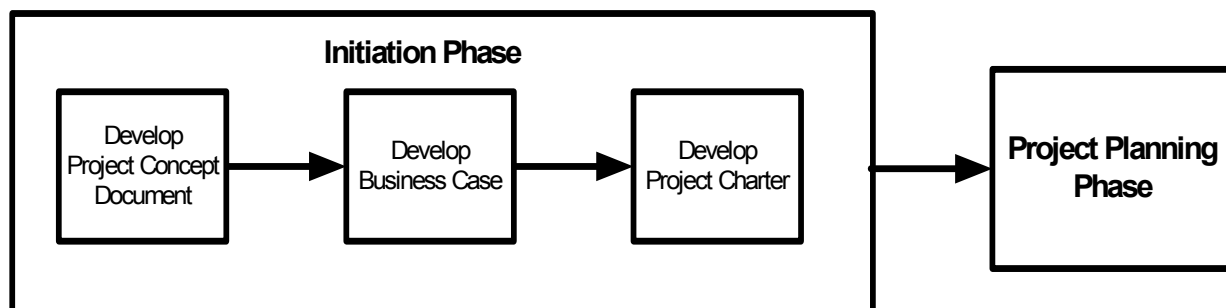 Initiation Phase
Develop
Project Concept
Document
Develop
Business Case
Develop
Project Charter
Project Planning
Phase